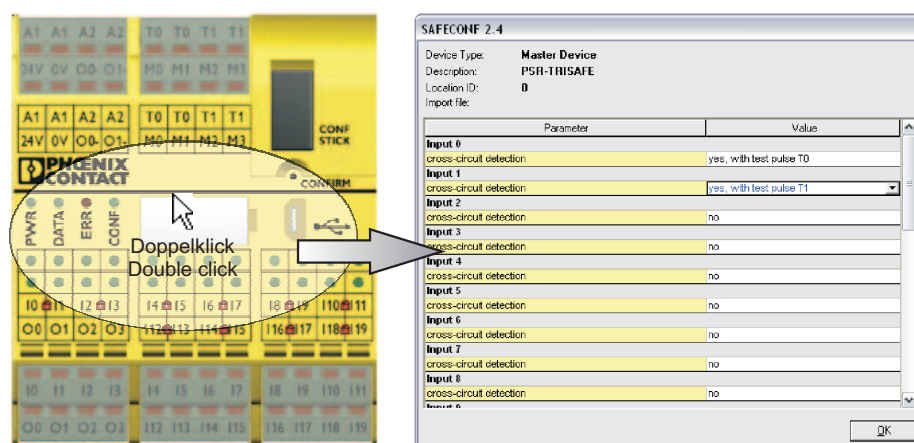 A1 A1 A2 A2 T0 T0 T1 T1
24V 0V O0- O1- M0 M1 M2 M3
A1 A1 A2 A2 T0 T0 T1 T1
24V 0V O0- O1- M0 M1 M2 M3
CONF
STICK
PHŒNIX
CONTACT
CONFIRM
PWR
DATA
ERR
CONF
Doppelklick
Double click
I0 I1 I2 I3 I4 I5 I6 I7 I8 I9 I10 I11
O0 O1 O2 O3 I12 I13 I14 I15 I16 I17 I18 I19
I0 I1 I2 I3 I4 I5 I6 I7 I8 I9 I10 I11
O0 O1 O2 O3 I12 I13 I14 I15 I16 I17 I18 I19
SAFECONF 2.4
Device Type: Master Device
Description: PSR-TRISAFE
Location ID: 0
Import file:
Parameter Value
Input 0
cross-circuit detection yes, with test pulse T0
Input 1
cross-circuit detection yes, with test pulse T1
Input 2
cross-circuit detection no
Input 3
cross-circuit detection no
Input 4
cross-circuit detection no
Input 5
cross-circuit detection no
Input 6
cross-circuit detection no
Input 7
cross-circuit detection no
Input 8
cross-circuit detection no
Input 9
OK